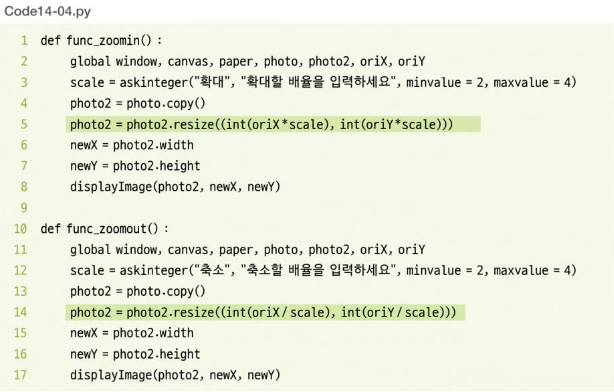 Code14-04.py
1 def func_zoomin() :
2 global window, canvas, paper, photo, photo2, oriX, oriY
3 scale = askinteger("확대", "확대할 배율을 입력하세요", minvalue = 2, maxvalue = 4)
4 photo2 = photo.copy()
5 photo2 = photo2.resize((int(oriX*scale), int(oriY*scale)))
6 newX = photo2.width
7 newY = photo2.height
8 displayImage(photo2, newX, newY)
9
10 def func_zoomout() :
11 global window, canvas, paper, photo, photo2, oriX, oriY
12 scale = askinteger("축소", "축소할 배율을 입력하세요", minvalue = 2, maxvalue = 4)
13 photo2 = photo.copy()
14 photo2 = photo2.resize((int(oriX / scale), int(oriY / scale)))
15 newX = photo2.width
16 newY = photo2.height
17 displayImage(photo2, newX, newY)